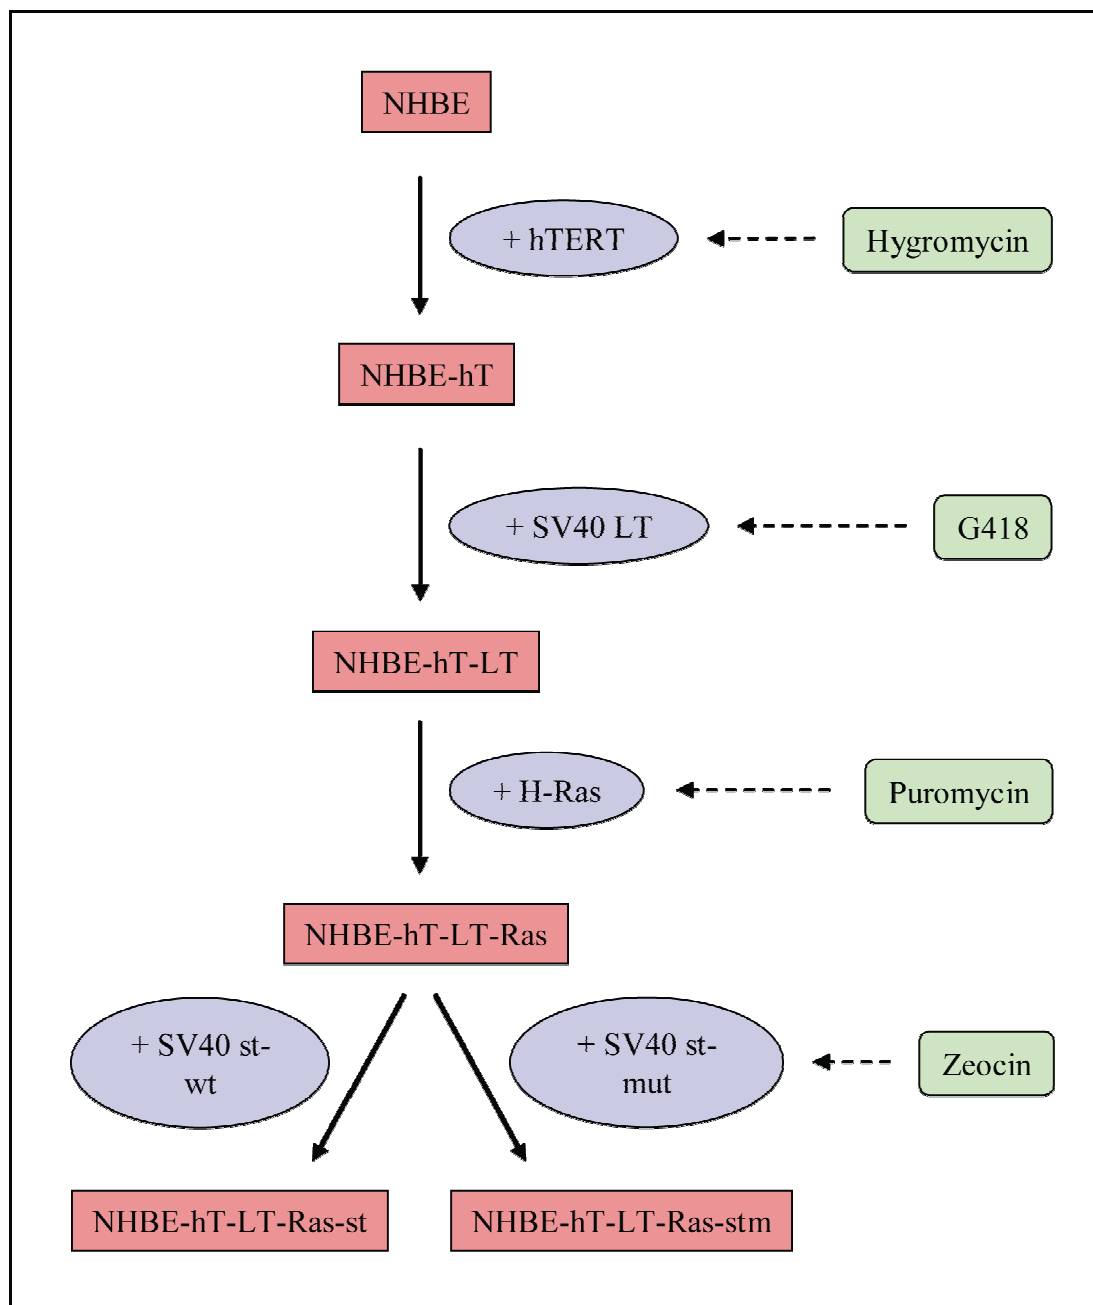 NHBE
+ hTERT
Hygromycin
NHBE-hT
+ SV40 LT
G418
NHBE-hT-LT
+ H-Ras
Puromycin
NHBE-hT-LT-Ras
+ SV40 st-
wt
+ SV40 st-
mut
Zeocin
NHBE-hT-LT-Ras-st
NHBE-hT-LT-Ras-stm